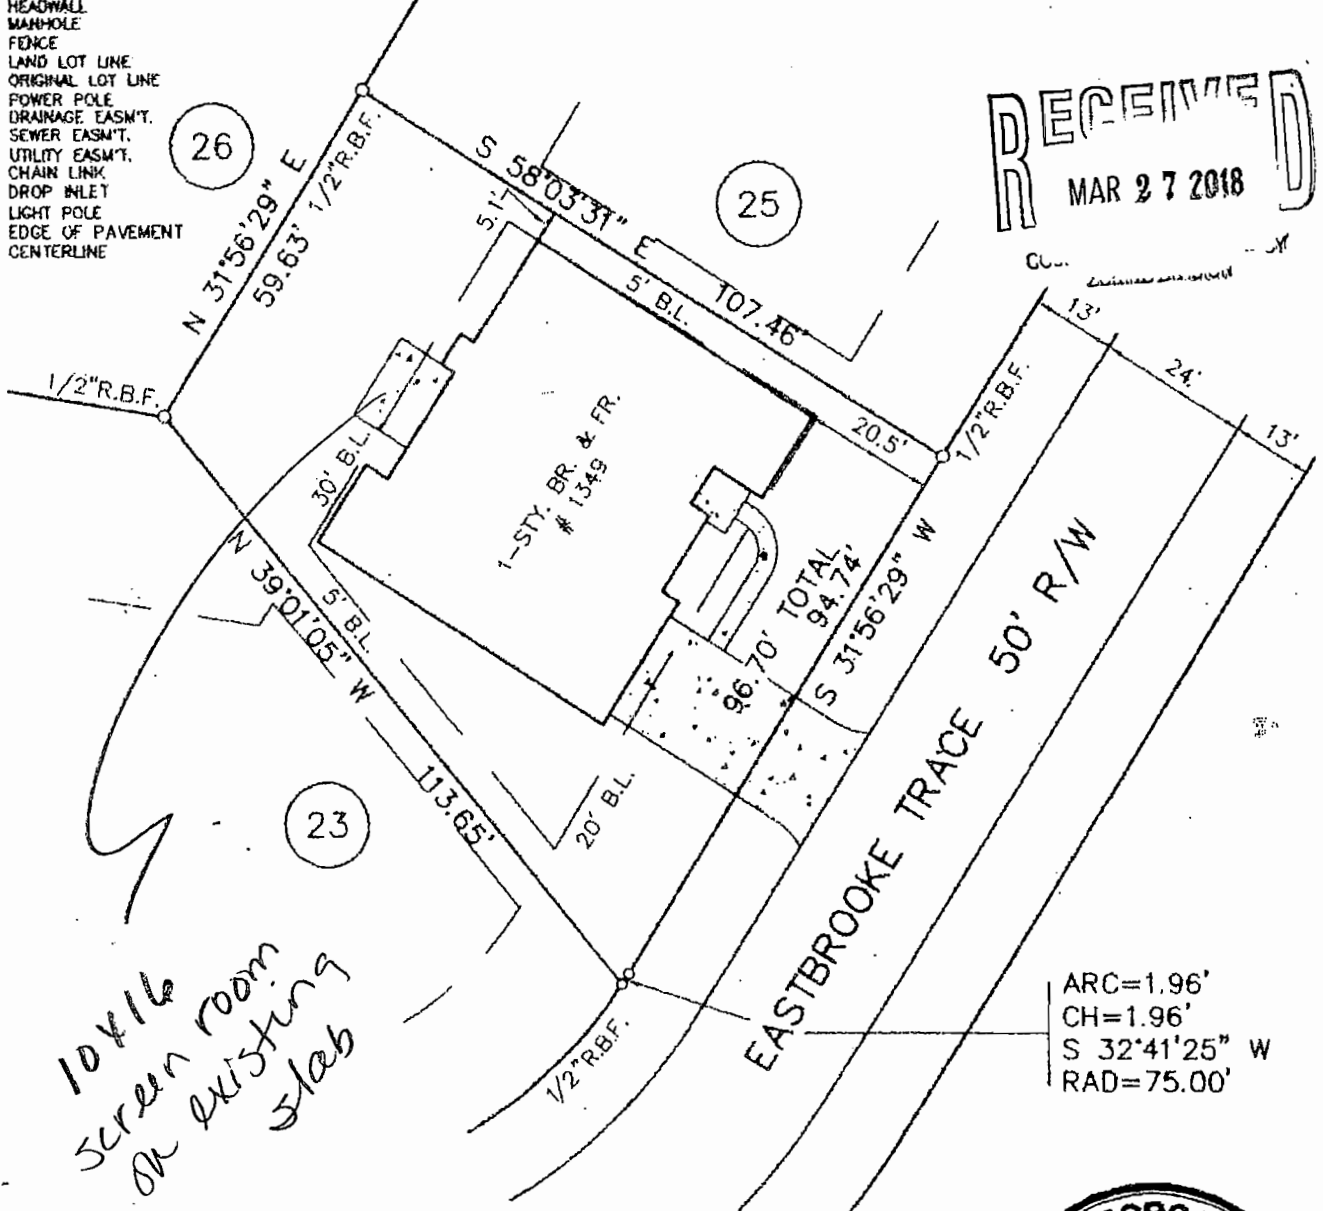 HEADWALL
MANHOLE
FENCE
LAND LOT LINE
ORIGINAL LOT LINE
POWER POLE
DRAINAGE EASM'T.
SEWER EASM'T.
UTILITY EASM'T.
CHAIN LINK
DROP INLET
LIGHT POLE
EDGE OF PAVEMENT
CENTERLINE
26
25
RECEIVED
MAR 27 2018
N 31°56'29" E
59.63'
1/2"R.B.F.
S 58°03'31" E
107.46'
5.1'
5' B.L.
13'
24'
13'
1/2"R.B.F.
20.5'
1/2"R.B.F.
30' B.L.
1-STY. BR. & FR.
# 1349
N 39°01'05" W
113.65'
5' B.L.
96.70' TOTAL
94.74'
S 31°56'29" W
EASTBROOKE TRACE 50' R/W
20' B.L.
23
10x16
screen room
on existing
slab
1/2"R.B.F.
ARC=1.96'
CH=1.96'
S 32°41'25" W
RAD=75.00'